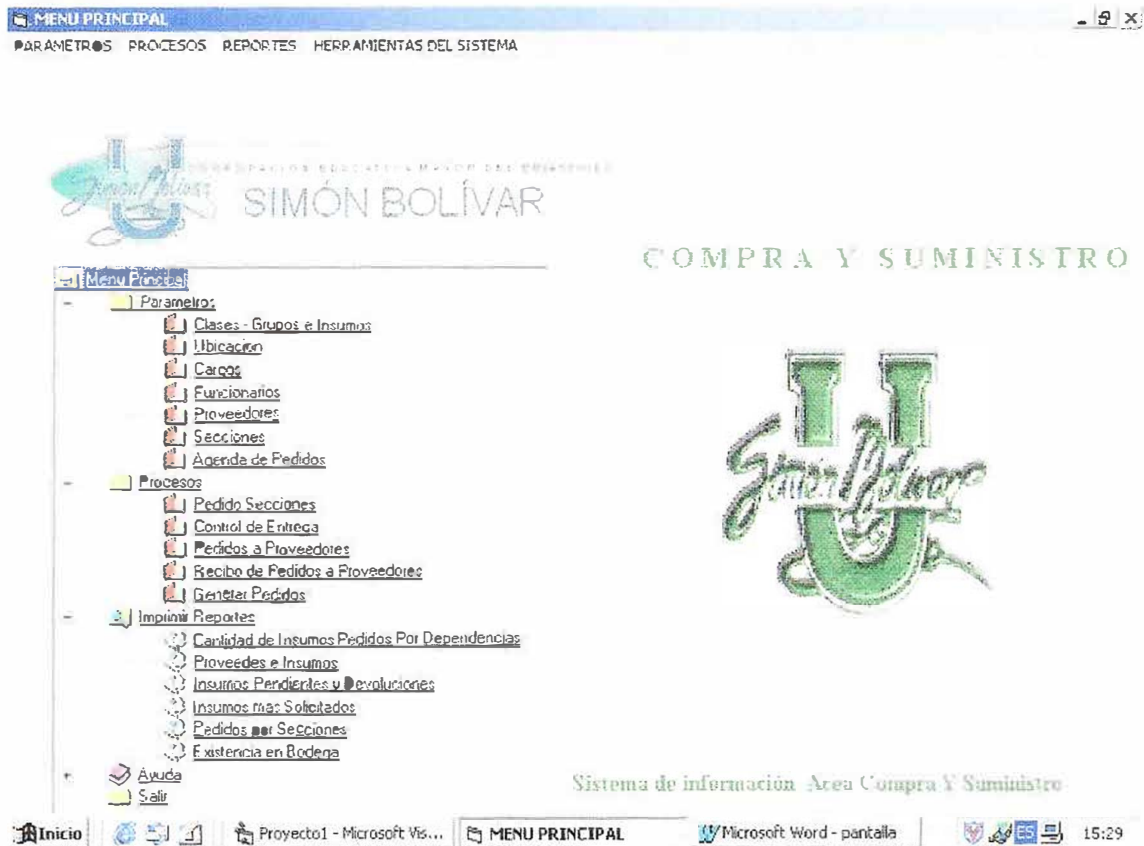 MENU PRINCIPAL
PARAMETROS PROCESOS REPORTES HERRAMIENTAS DEL SISTEMA
SIMÓN BOLÍVAR
COMPRA Y SUMINISTRO
Menu Principal
Parametros
Clases - Grupos e Insumos
Ubicacion
Cargos
Funcionarios
Proveedores
Secciones
Agenda de Pedidos
Procesos
Pedido Secciones
Control de Entrega
Pedidos a Proveedores
Recibo de Pedidos a Proveedores
Generar Pedidos
Imprimir Reportes
Cantidad de Insumos Pedidos Por Dependencias
Proveedes e Insumos
Insumos Pendientes y Devoluciones
Insumos mas Solicitados
Pedidos por Secciones
Existencia en Bodega
Ayuda
Salir
Simon Bolivar
U
Sistema de información Area Compra Y Suministro
Inicio Proyecto1 - Microsoft Vis... MENU PRINCIPAL Microsoft Word - pantalla ES 15:29